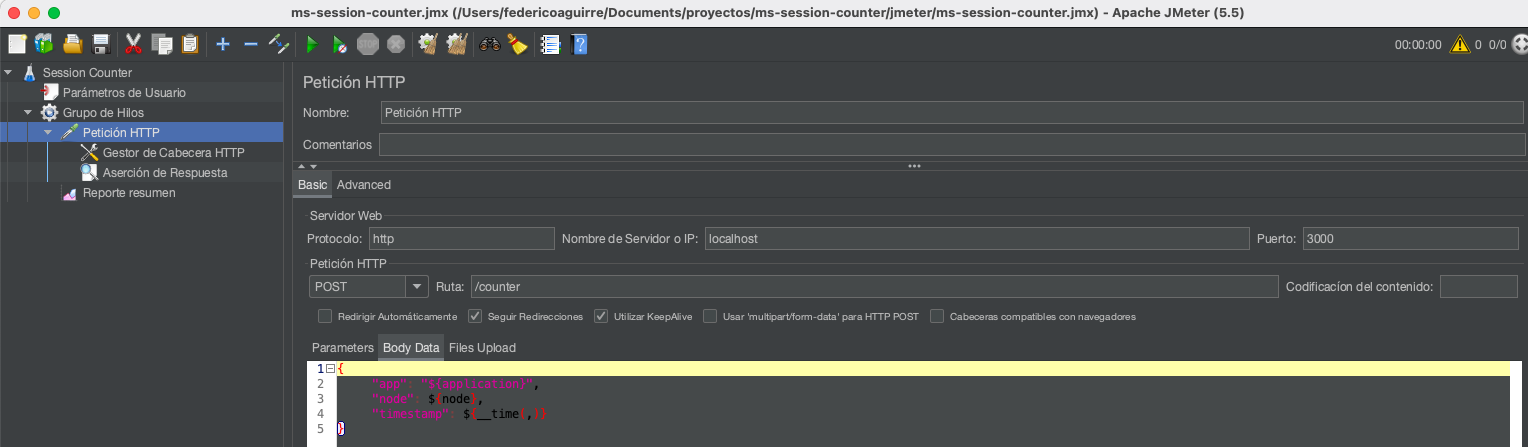 ms-session-counter.jmx (/Users/federicoaguirre/Documents/proyectos/ms-session-counter/jmeter/ms-session-counter.jmx) - Apache JMeter (5.5)
STOP
00:00:00 0 0/0
Session Counter
Parámetros de Usuario
Grupo de Hilos
Petición HTTP
Gestor de Cabecera HTTP
Aserción de Respuesta
Reporte resumen
Petición HTTP
Nombre: Petición HTTP
Comentarios
Basic Advanced
Servidor Web
Protocolo: http Nombre de Servidor o IP: localhost Puerto: 3000
Petición HTTP
POST Ruta: /counter Codificacíon del contenido:
Redirigir Automáticamente Seguir Redirecciones Utilizar KeepAlive Usar 'multipart/form-data' para HTTP POST Cabeceras compatibles con navegadores
Parameters Body Data Files Upload
1 {
2 "app": "${application}",
3 "node": ${node},
4 "timestamp": ${__time(,)}
5 }